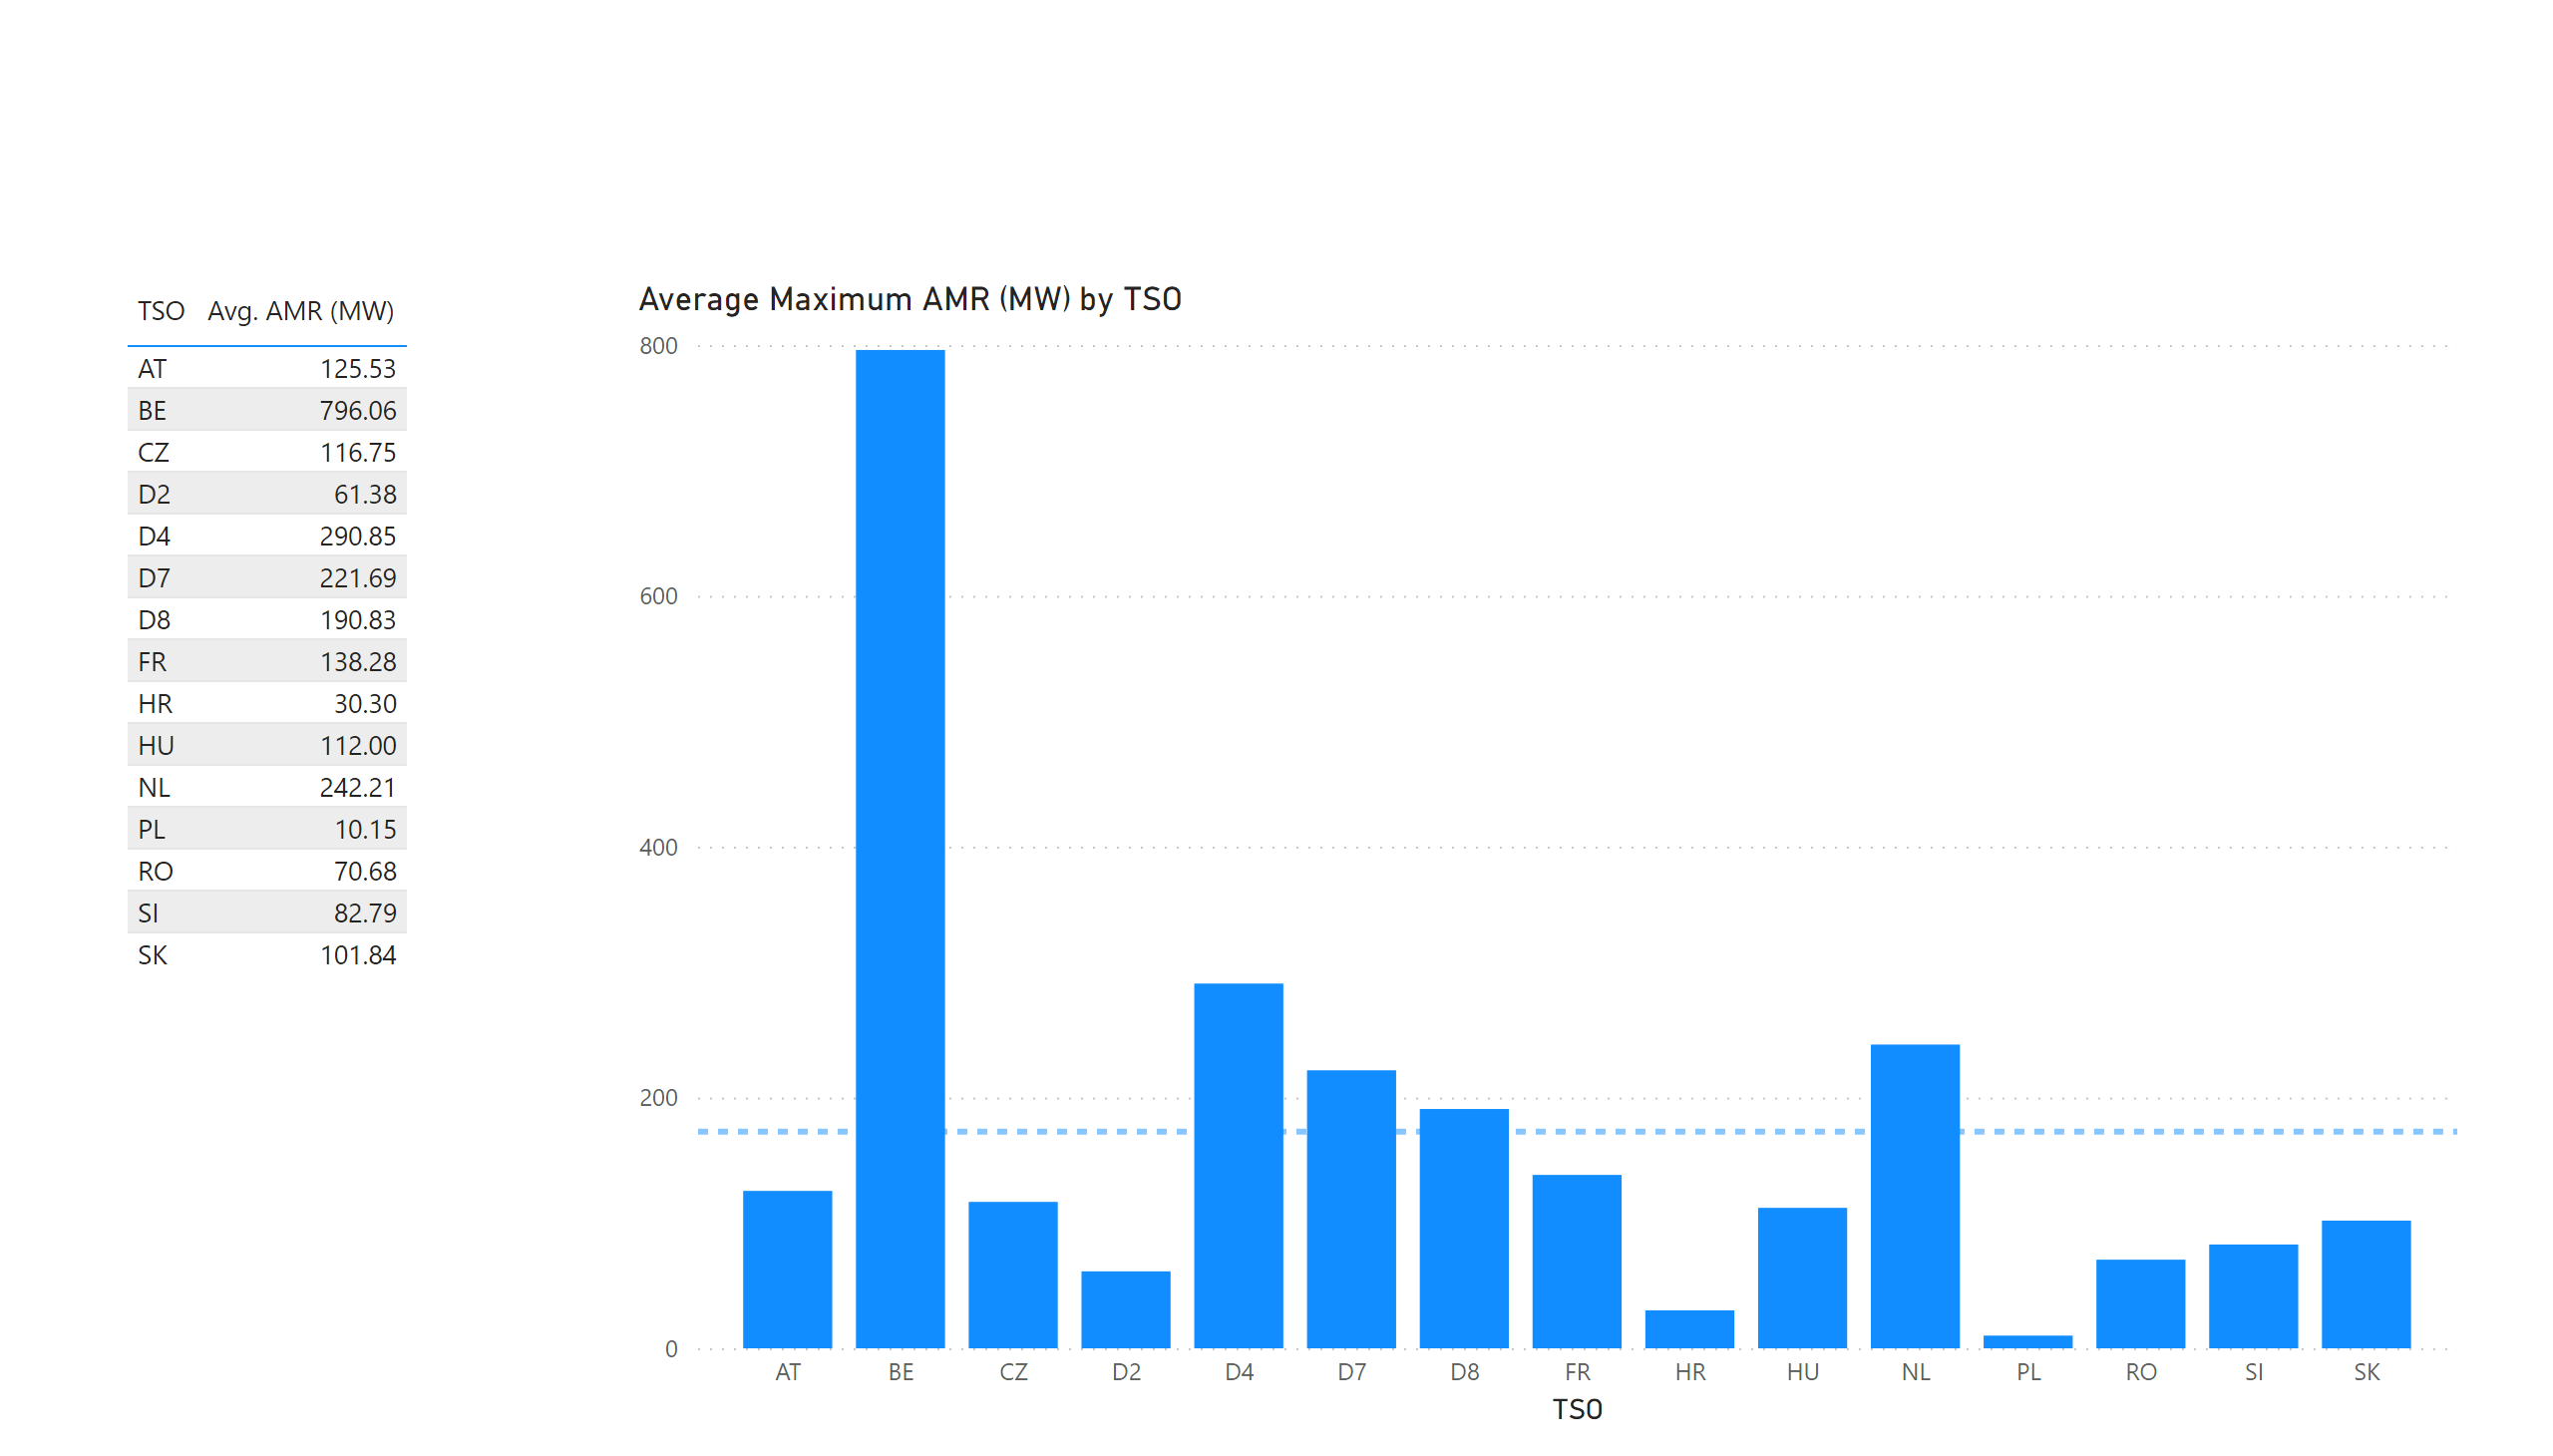 TSO Avg. AMR (MW)
AT 125.53
BE 796.06
CZ 116.75
D2 61.38
D4 290.85
D7 221.69
D8 190.83
FR 138.28
HR 30.30
HU 112.00
NL 242.21
PL 10.15
RO 70.68
SI 82.79
SK 101.84
Average Maximum AMR (MW) by TSO
800
600
400
200
0
AT BE CZ D2 D4 D7 D8 FR HR HU NL PL RO SI SK
TSO